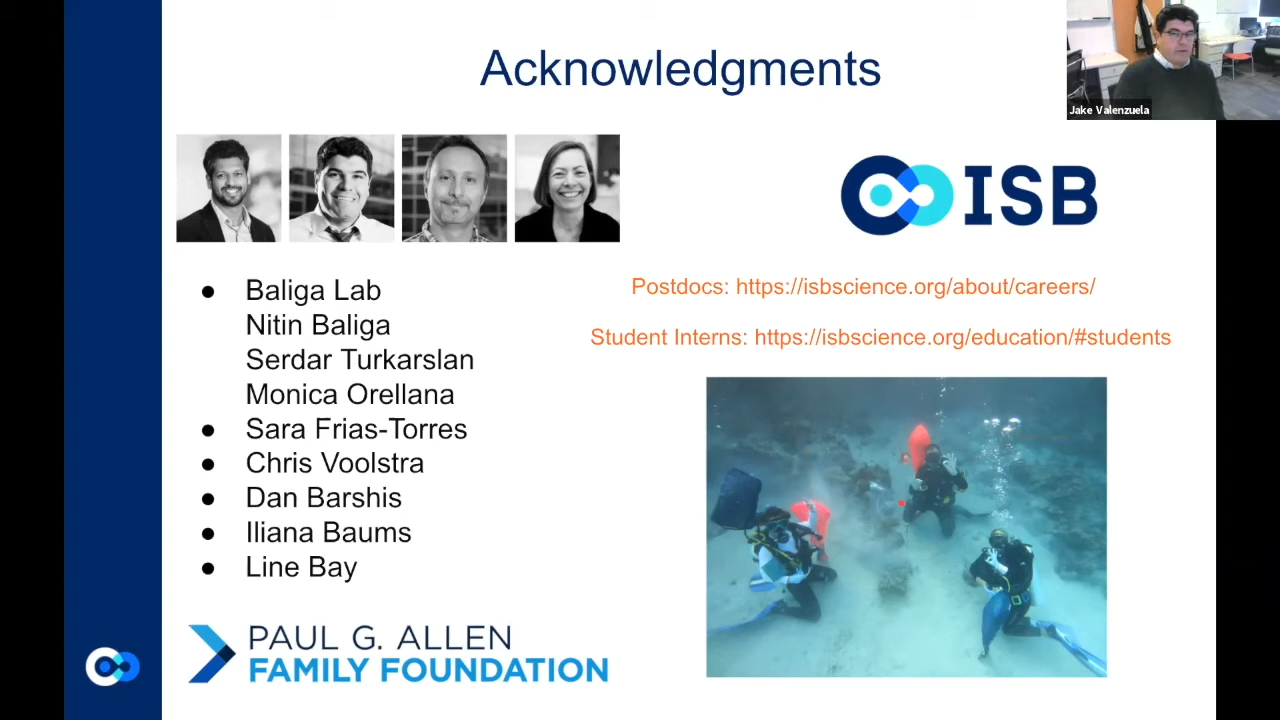 Acknowledgments
Jake Valenzuela
ISB
Postdocs: https://isbscience.org/about/careers/
Student Interns: https://isbscience.org/education/#students
● Baliga Lab
Nitin Baliga
Serdar Turkarslan
Monica Orellana
● Sara Frias-Torres
● Chris Voolstra
● Dan Barshis
● Iliana Baums
● Line Bay
PAUL G. ALLEN
FAMILY FOUNDATION